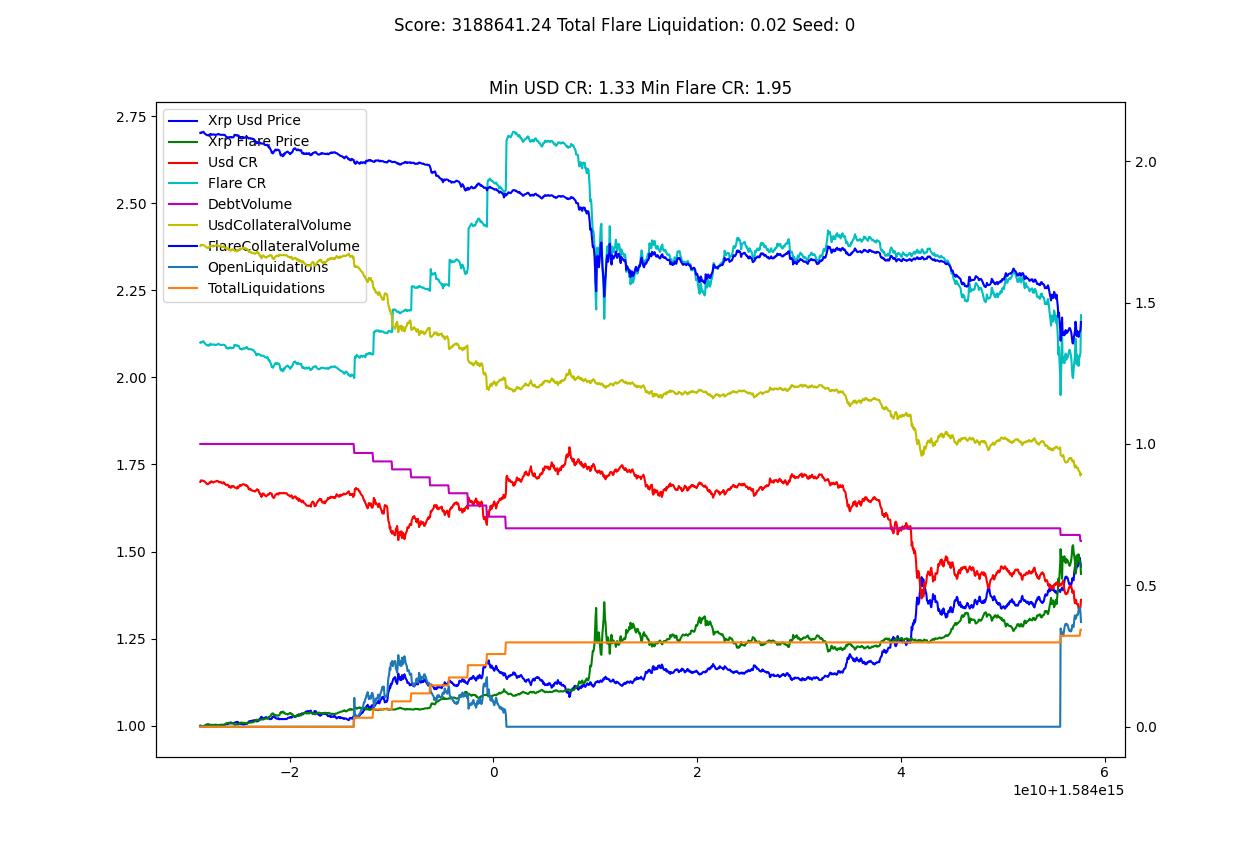 Score: 3188641.24 Total Flare Liquidation: 0.02 Seed: 0
Min USD CR: 1.33 Min Flare CR: 1.95
Xrp Usd Price
Xrp Flare Price
Usd CR
Flare CR
DebtVolume
UsdCollateralVolume
FlareCollateralVolume
OpenLiquidations
TotalLiquidations
2.75
2.50
2.25
2.00
1.75
1.50
1.25
1.00
2.0
1.5
1.0
0.5
0.0
−2
0
2
4
6
1e10+1.584e15